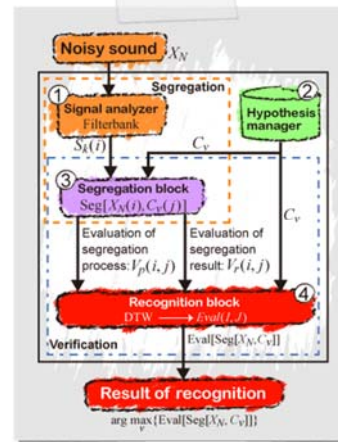 Noisy sound
X_N
Segregation
①
Signal analyzer
Filterbank
②
Hypothesis
manager
S_k(i)
C_v
③
Segregation block
Seg[X_N(i), C_v(j)]
C_v
Evaluation of
segregation
process: V_p(i, j)
Evaluation of
segregation
result: V_r(i, j)
④
Recognition block
DTW ⟶ Eval(I, J)
Verification
Eval[Seg[X_N, C_v]]
Result of recognition
arg max_v{Eval[Seg[X_N, C_v]]}